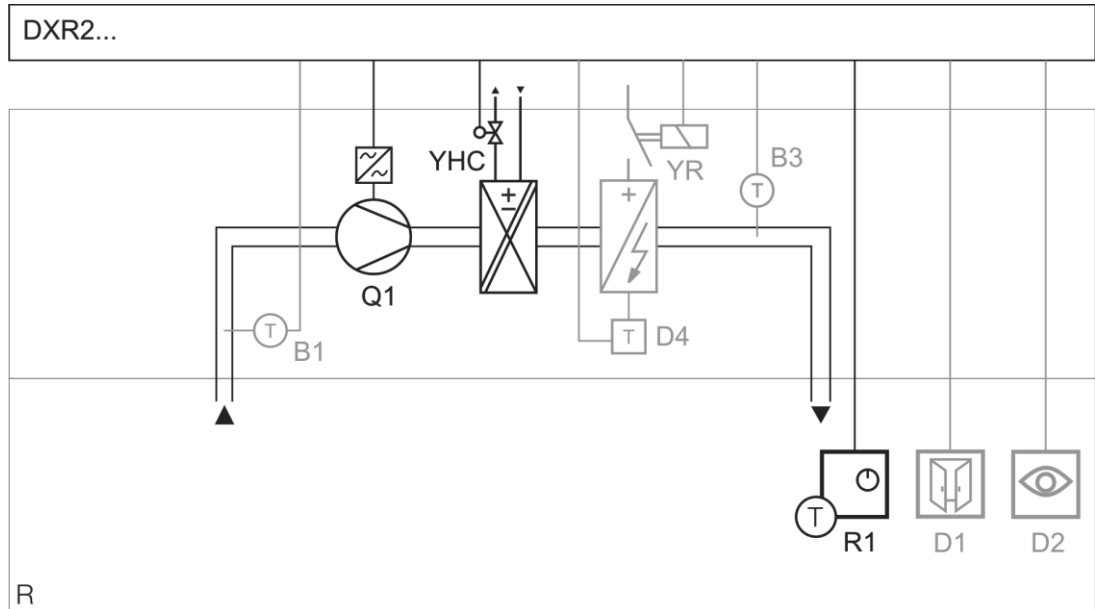 DXR2...
YHC
YR
B3
T
+
−
+
Q1
T
B1
T
D4
T
R1
D1
D2
R